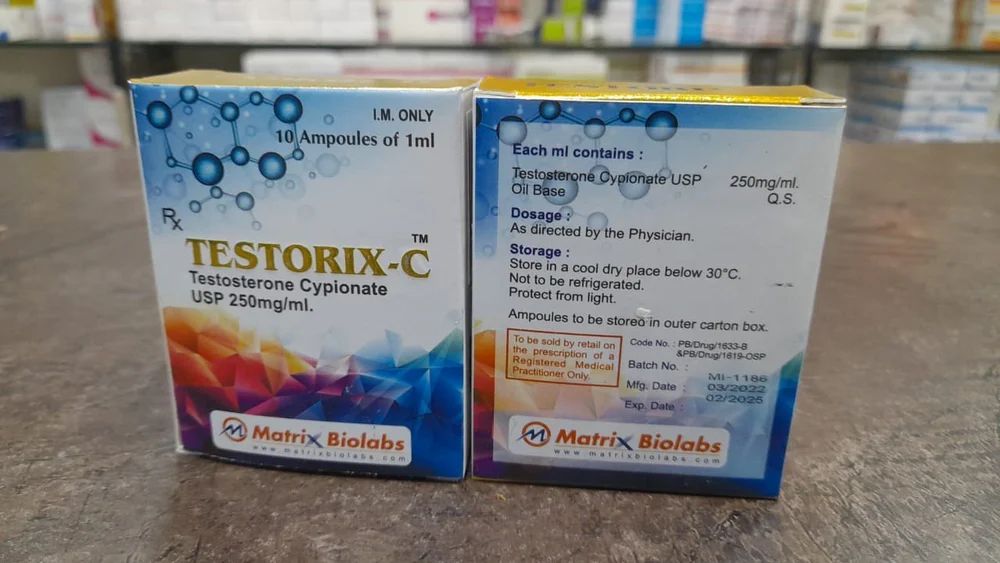 I.M. ONLY
10 Ampoules of 1ml
Rx
TESTORIX-C™
Testosterone Cypionate
USP 250mg/ml.
Matrix Biolabs
www.matrixbiolabs.com
Each ml contains :
Testosterone Cypionate USP 250mg/ml.
Oil Base Q.S.
Dosage :
As directed by the Physician.
Storage :
Store in a cool dry place below 30°C.
Not to be refrigerated.
Protect from light.
Ampoules to be stored in outer carton box.
To be sold by retail on
the prescription of a
Registered Medical
Practitioner Only.
Code No. : PB/Drug/1633-B
&PB/Drug/1619-OSP
Batch No. : MI-1186
Mfg. Date : 03/2022
Exp. Date : 02/2025
Matrix Biolabs
www.matrixbiolabs.com